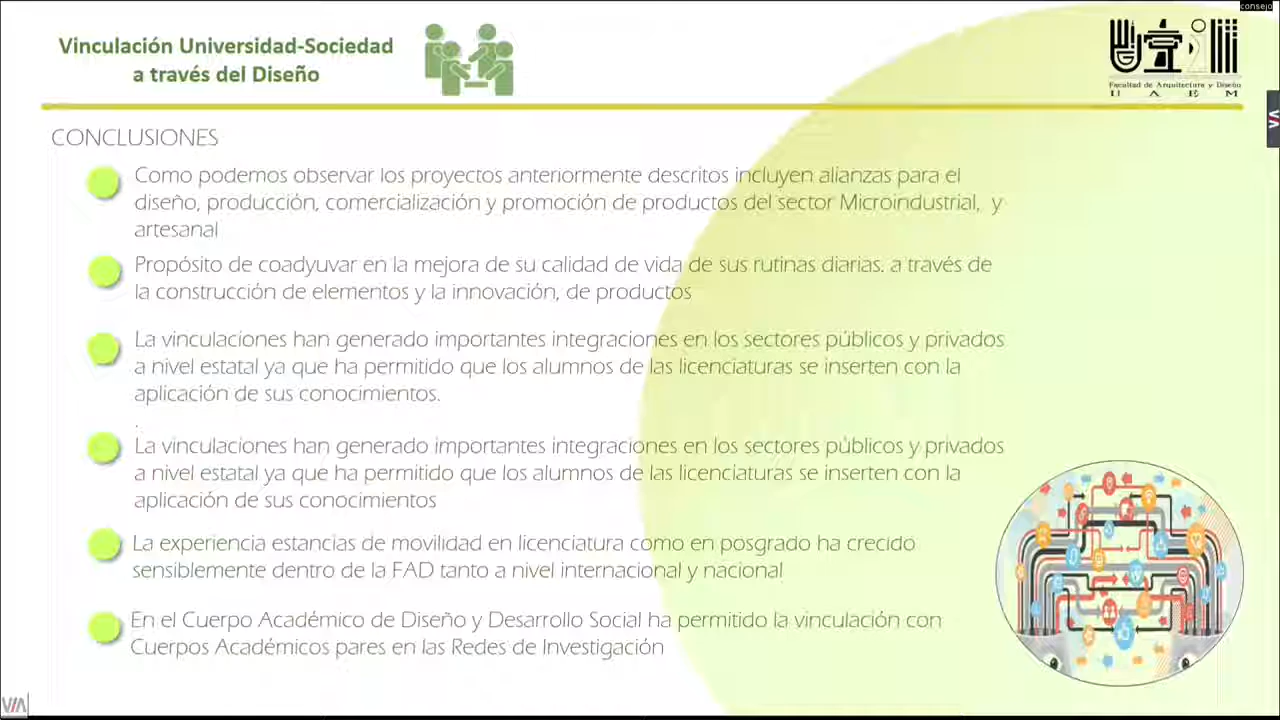 consejo
Vinculación Universidad-Sociedad
a través del Diseño
Facultad de Arquitectura y Diseño
U A E M
CONCLUSIONES
Como podemos observar los proyectos anteriormente descritos incluyen alianzas para el
diseño, producción, comercialización y promoción de productos del sector Microindustrial, y
artesanal
Propósito de coadyuvar en la mejora de su calidad de vida de sus rutinas diarias. a través de
la construcción de elementos y la innovación, de productos
La vinculaciones han generado importantes integraciones en los sectores públicos y privados
a nivel estatal ya que ha permitido que los alumnos de las licenciaturas se inserten con la
aplicación de sus conocimientos.
.
La vinculaciones han generado importantes integraciones en los sectores públicos y privados
a nivel estatal ya que ha permitido que los alumnos de las licenciaturas se inserten con la
aplicación de sus conocimientos
La experiencia estancias de movilidad en licenciatura como en posgrado ha crecido
sensiblemente dentro de la FAD tanto a nivel internacional y nacional
En el Cuerpo Académico de Diseño y Desarrollo Social ha permitido la vinculación con
Cuerpos Académicos pares en las Redes de Investigación
VIA